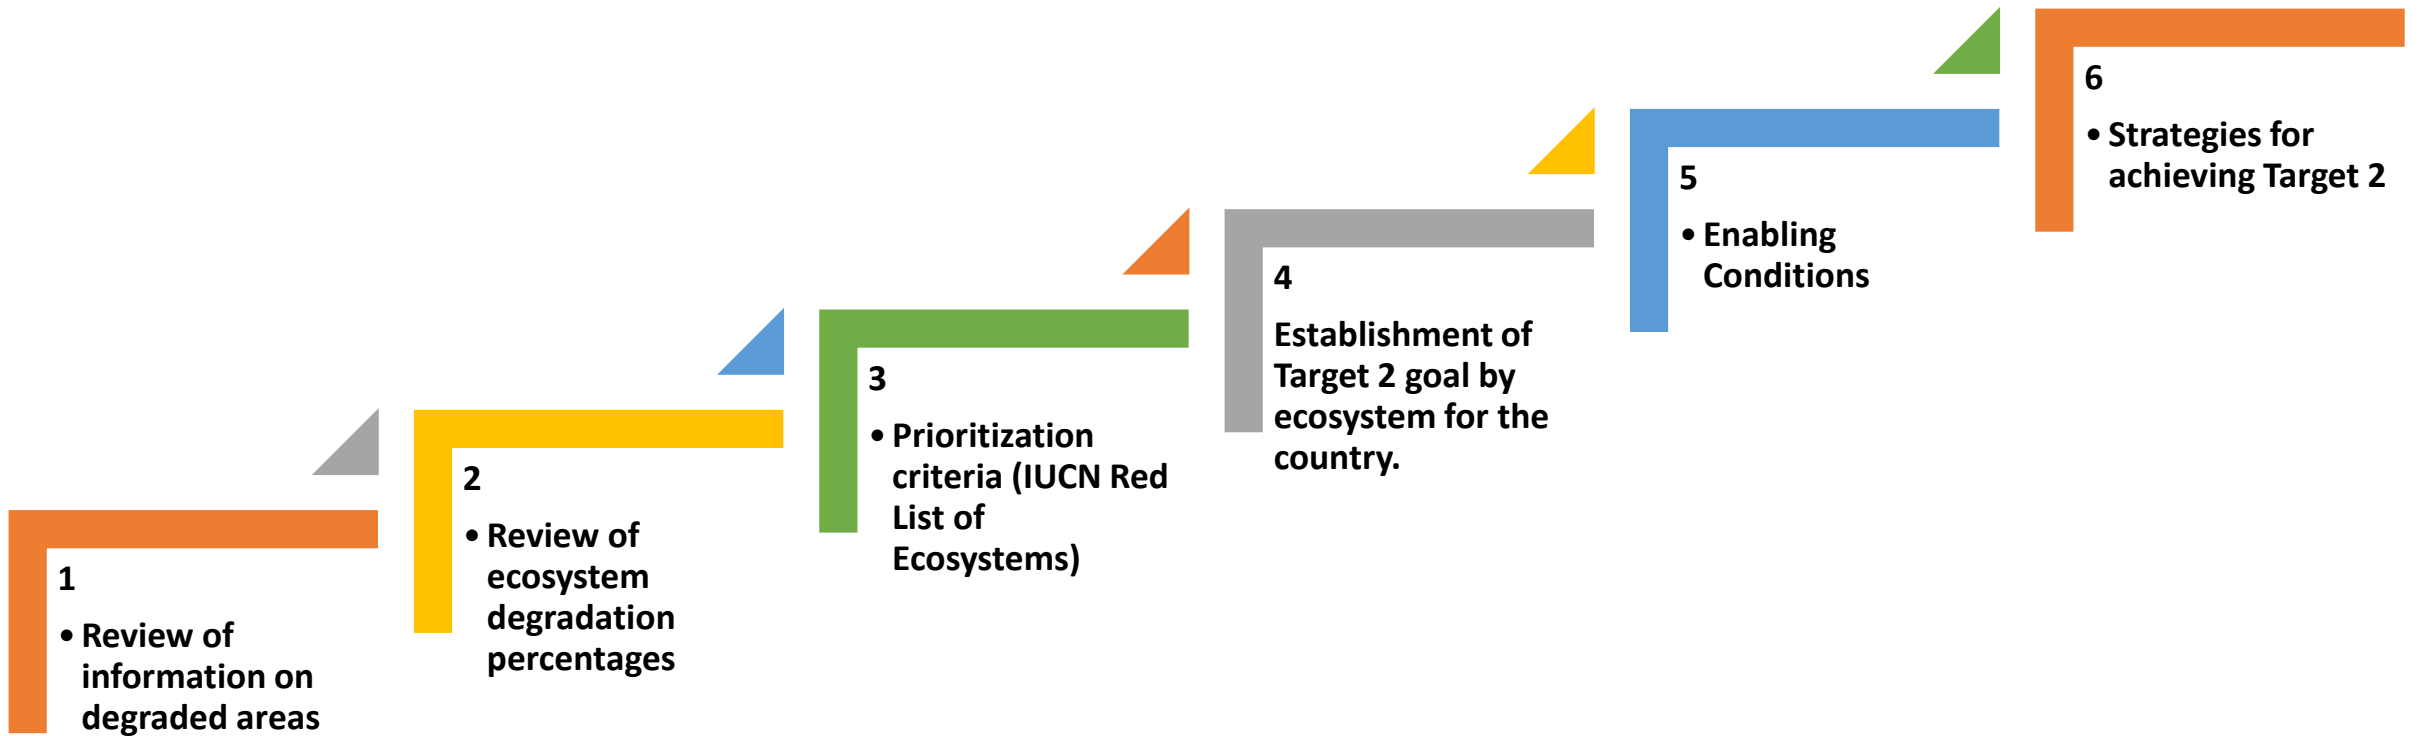 1
• Review of
information on
degraded areas
2
• Review of
ecosystem
degradation
percentages
3
• Prioritization
criteria (IUCN Red
List of
Ecosystems)
4
Establishment of
Target 2 goal by
ecosystem for the
country.
5
• Enabling
Conditions
6
• Strategies for
achieving Target 2